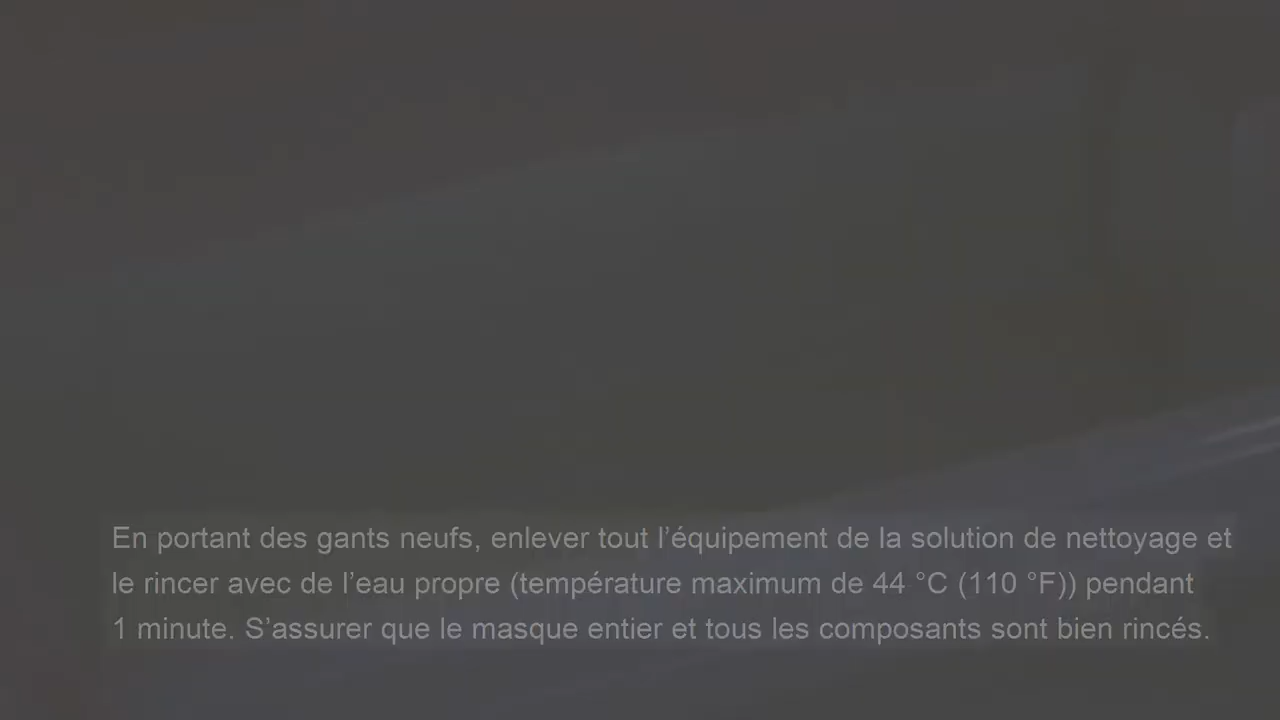 En portant des gants neufs, enlever tout l’équipement de la solution de nettoyage et
le rincer avec de l’eau propre (température maximum de 44 °C (110 °F)) pendant
1 minute. S’assurer que le masque entier et tous les composants sont bien rincés.